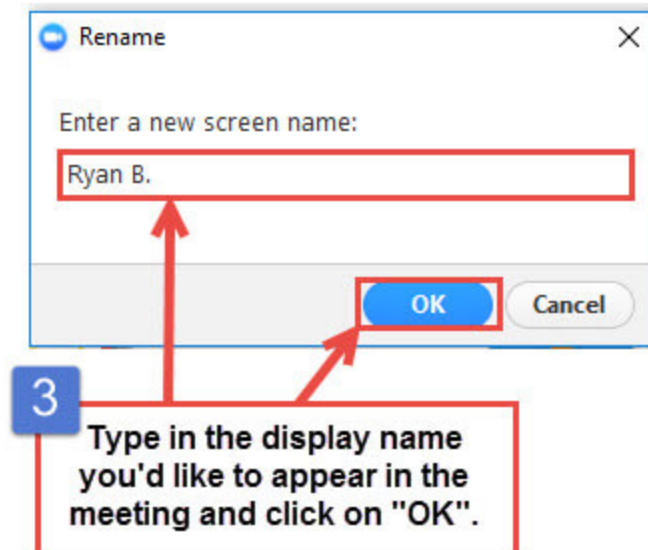 Rename
Enter a new screen name:
Ryan B.
OK Cancel
3
Type in the display name
you'd like to appear in the
meeting and click on "OK".